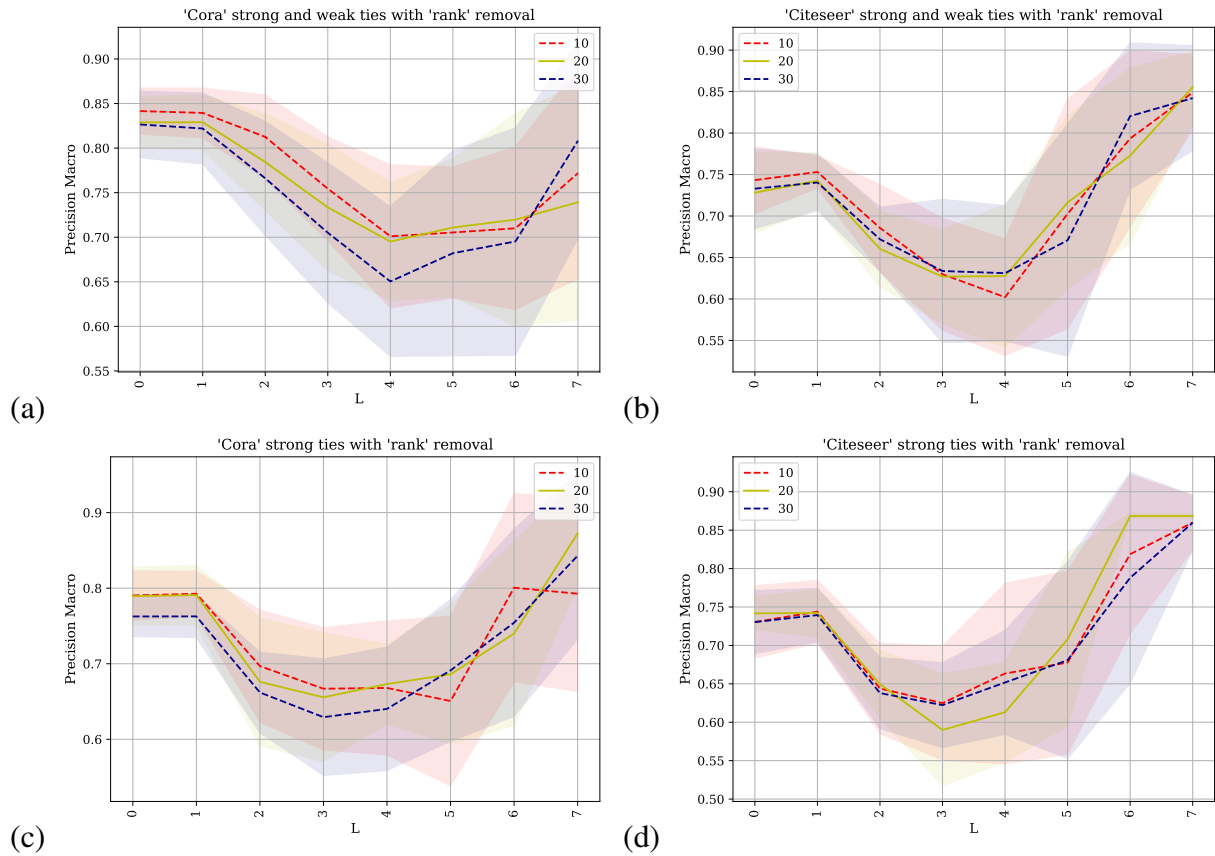 'Cora' strong and weak ties with 'rank' removal
0.90
0.85
0.80
0.75
0.70
0.65
0.60
0.55
Precision Macro
0 1 2 3 4 5 6 7
L
10
20
30
(a)
'Citeseer' strong and weak ties with 'rank' removal
0.90
0.85
0.80
0.75
0.70
0.65
0.60
0.55
Precision Macro
0 1 2 3 4 5 6 7
L
10
20
30
(b)
'Cora' strong ties with 'rank' removal
0.9
0.8
0.7
0.6
Precision Macro
0 1 2 3 4 5 6 7
L
10
20
30
(c)
'Citeseer' strong ties with 'rank' removal
0.90
0.85
0.80
0.75
0.70
0.65
0.60
0.55
0.50
Precision Macro
0 1 2 3 4 5 6 7
L
10
20
30
(d)